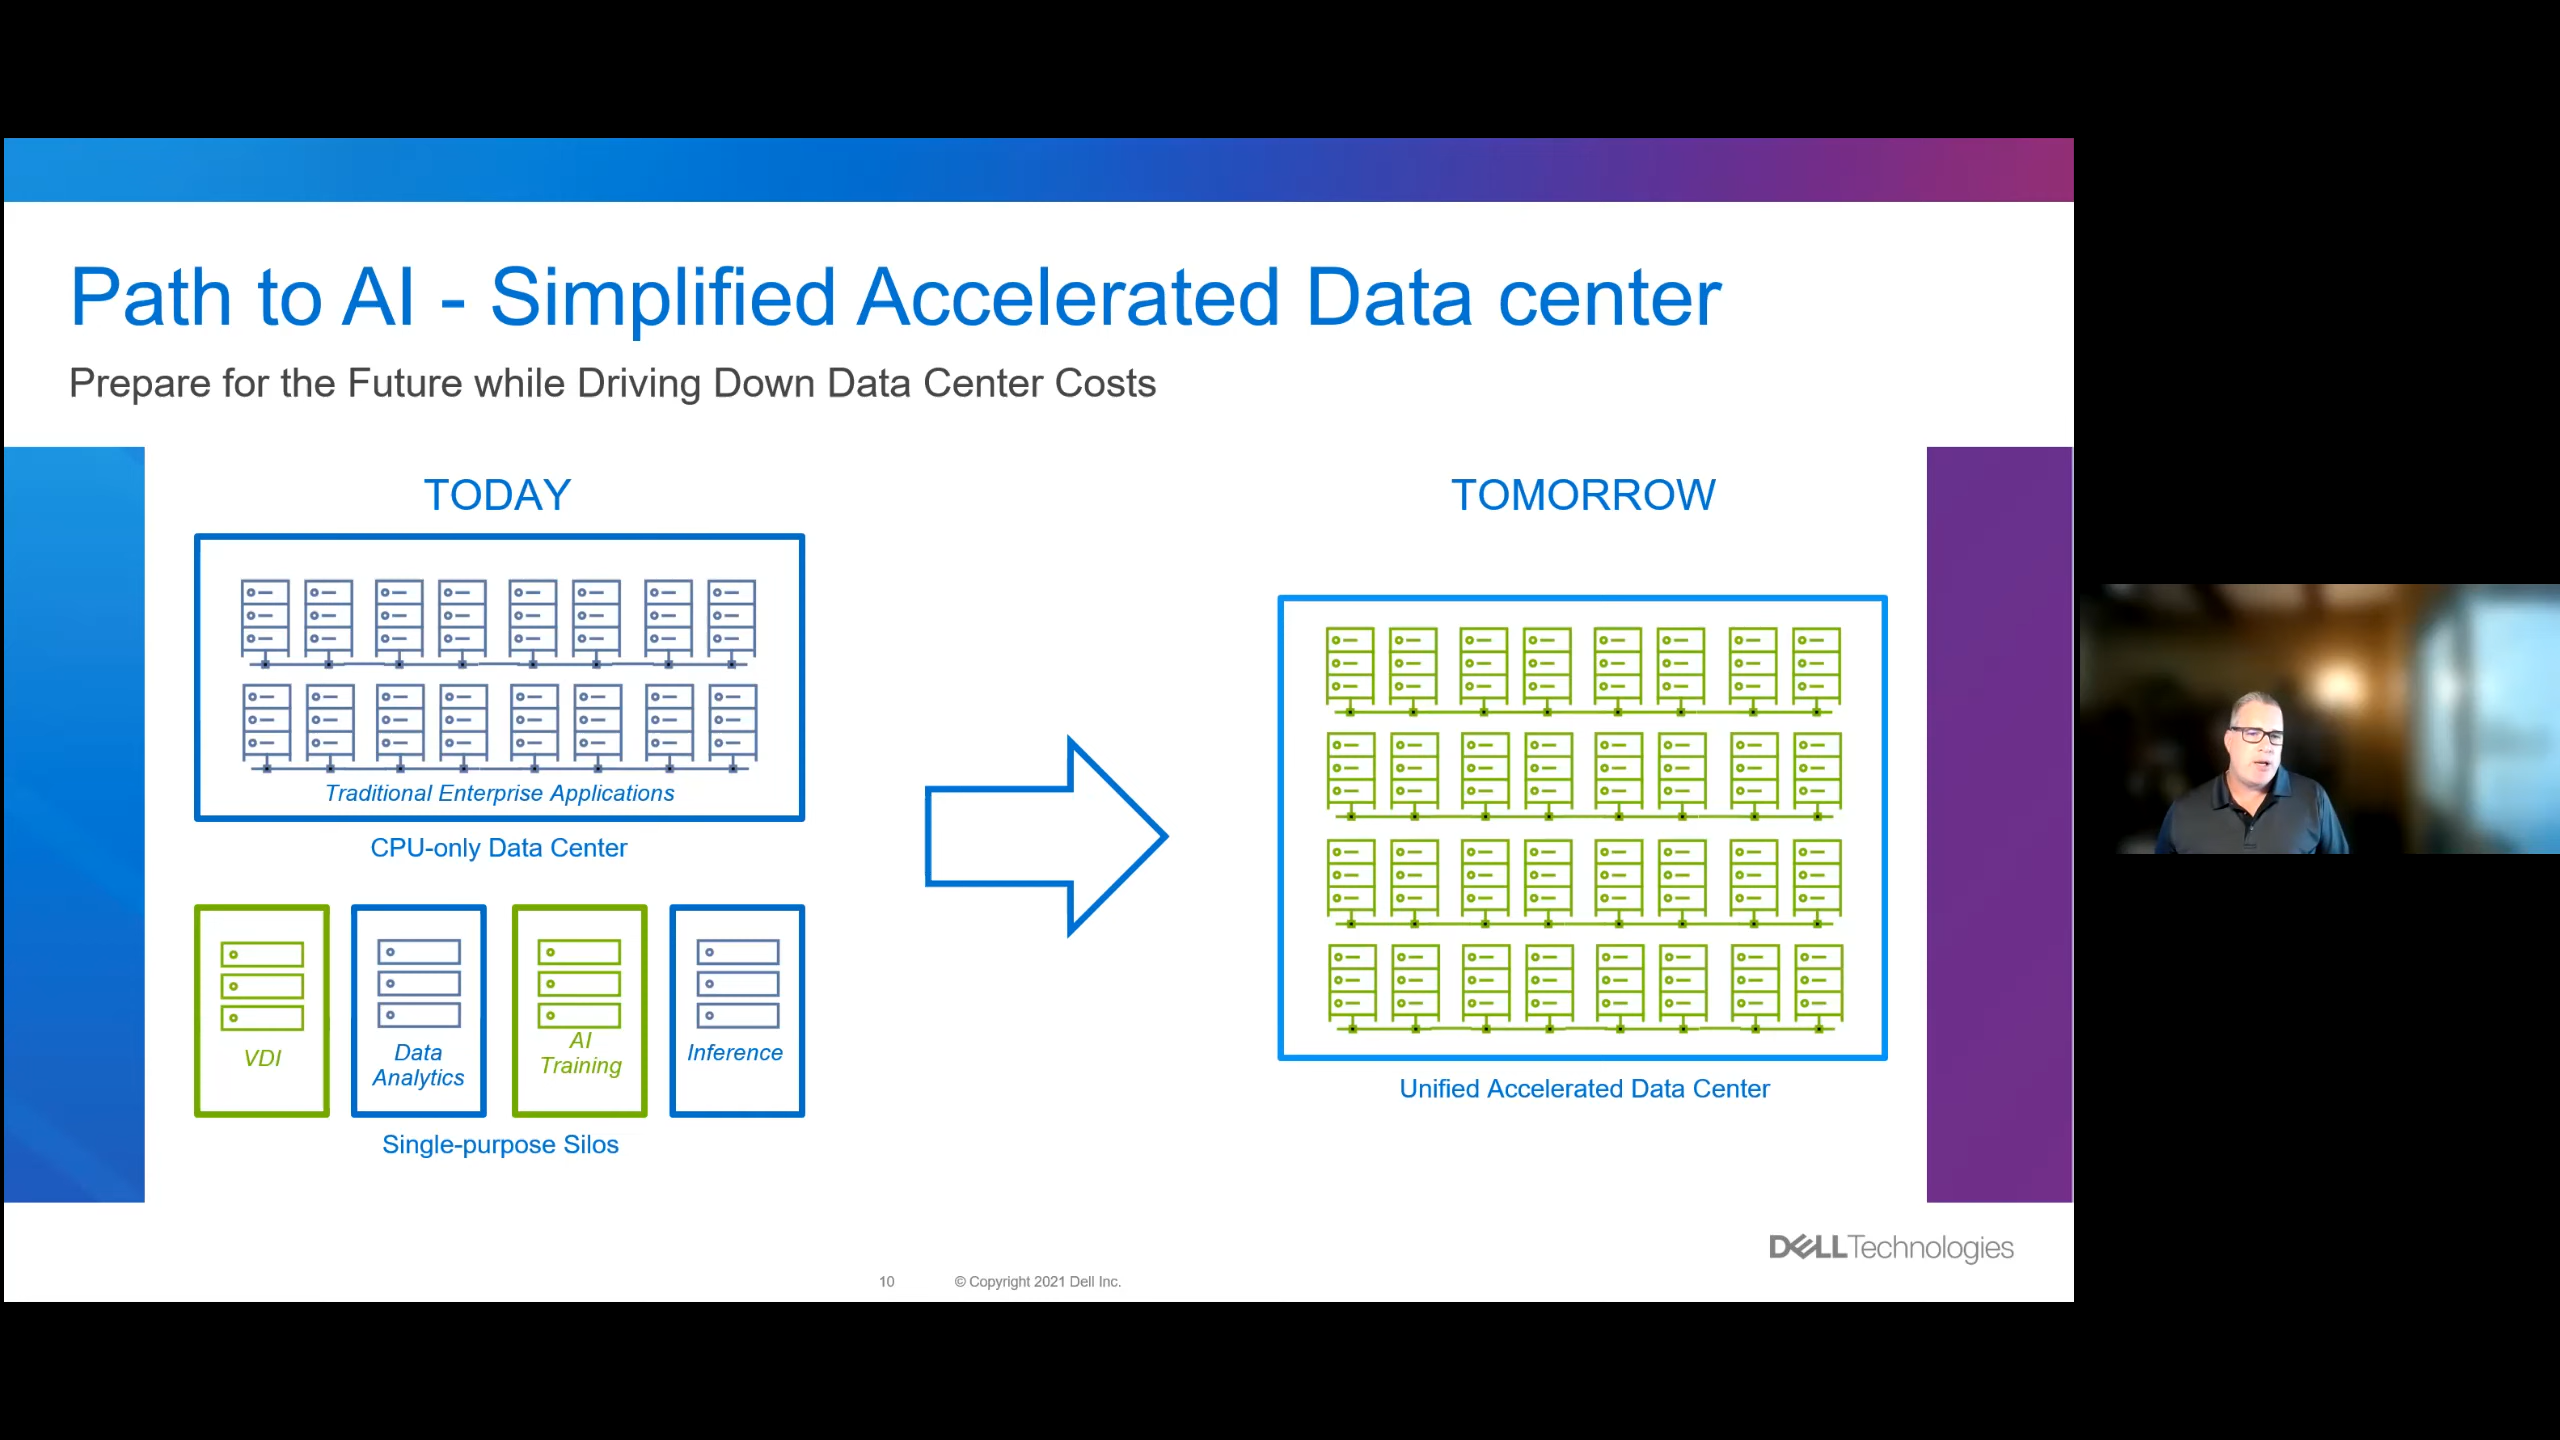 Path to AI - Simplified Accelerated Data center
Prepare for the Future while Driving Down Data Center Costs
TODAY
Traditional Enterprise Applications
CPU-only Data Center
VDI
Data
Analytics
AI
Training
Inference
Single-purpose Silos
TOMORROW
Unified Accelerated Data Center
DELL Technologies
10
© Copyright 2021 Dell Inc.